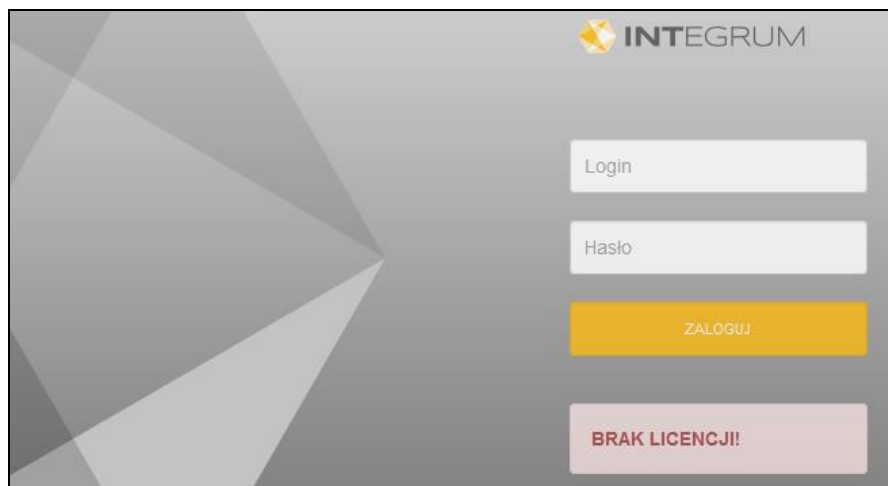 INTEGRUM
Login
Hasło
ZALOGUJ
BRAK LICENCJI!